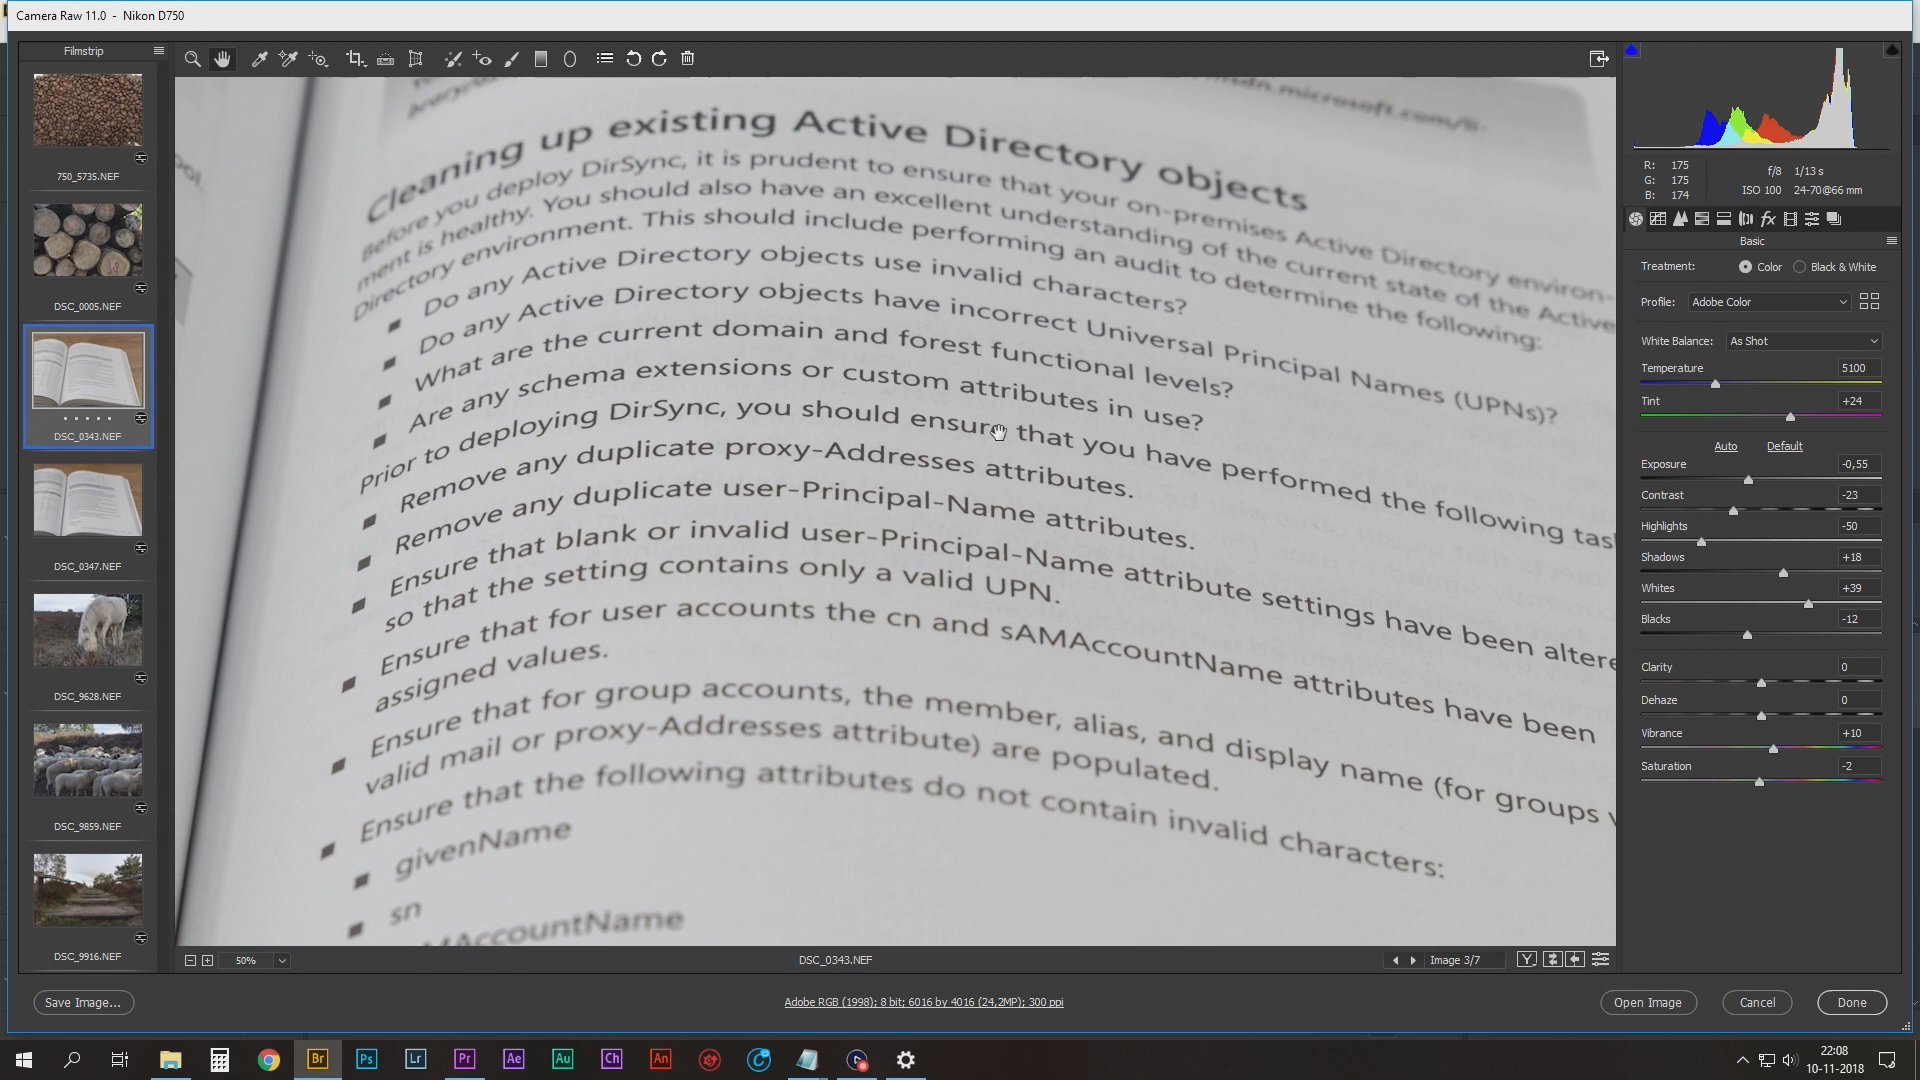 Camera Raw 11.0 - Nikon D750
Filmstrip
750_5735.NEF
DSC_0005.NEF
DSC_0343.NEF
DSC_0347.NEF
DSC_9628.NEF
DSC_9859.NEF
DSC_9916.NEF
msdn.microsoft.com/li-
Cleaning up existing Active Directory objects
Before you deploy DirSync, it is prudent to ensure that your on-premises Active Directory environ-
ment is healthy. You should also have an excellent understanding of the current state of the Active
Directory environment. This should include performing an audit to determine the following:
Do any Active Directory objects use invalid characters?
Do any Active Directory objects have incorrect Universal Principal Names (UPNs)?
What are the current domain and forest functional levels?
Are any schema extensions or custom attributes in use?
Prior to deploying DirSync, you should ensure that you have performed the following tas
Remove any duplicate proxy-Addresses attributes.
Remove any duplicate user-Principal-Name attributes.
Ensure that blank or invalid user-Principal-Name attribute settings have been altere
so that the setting contains only a valid UPN.
Ensure that for user accounts the cn and sAMAccountName attributes have been
assigned values.
Ensure that for group accounts, the member, alias, and display name (for groups
valid mail or proxy-Addresses attribute) are populated.
Ensure that the following attributes do not contain invalid characters:
givenName
sn
MAccountName
50%
DSC_0343.NEF
Image 3/7
R: 175
G: 175
B: 174
f/8 1/13 s
ISO 100 24-70@66 mm
Basic
Treatment: Color Black & White
Profile: Adobe Color
White Balance: As Shot
Temperature 5100
Tint +24
Auto Default
Exposure -0,55
Contrast -23
Highlights -50
Shadows +18
Whites +39
Blacks -12
Clarity 0
Dehaze 0
Vibrance +10
Saturation -2
Save Image...
Adobe RGB (1998); 8 bit; 6016 by 4016 (24,2MP); 300 ppi
Open Image
Cancel
Done
Br Ps Lr Pr Ae Au Ch An
22:08
10-11-2018